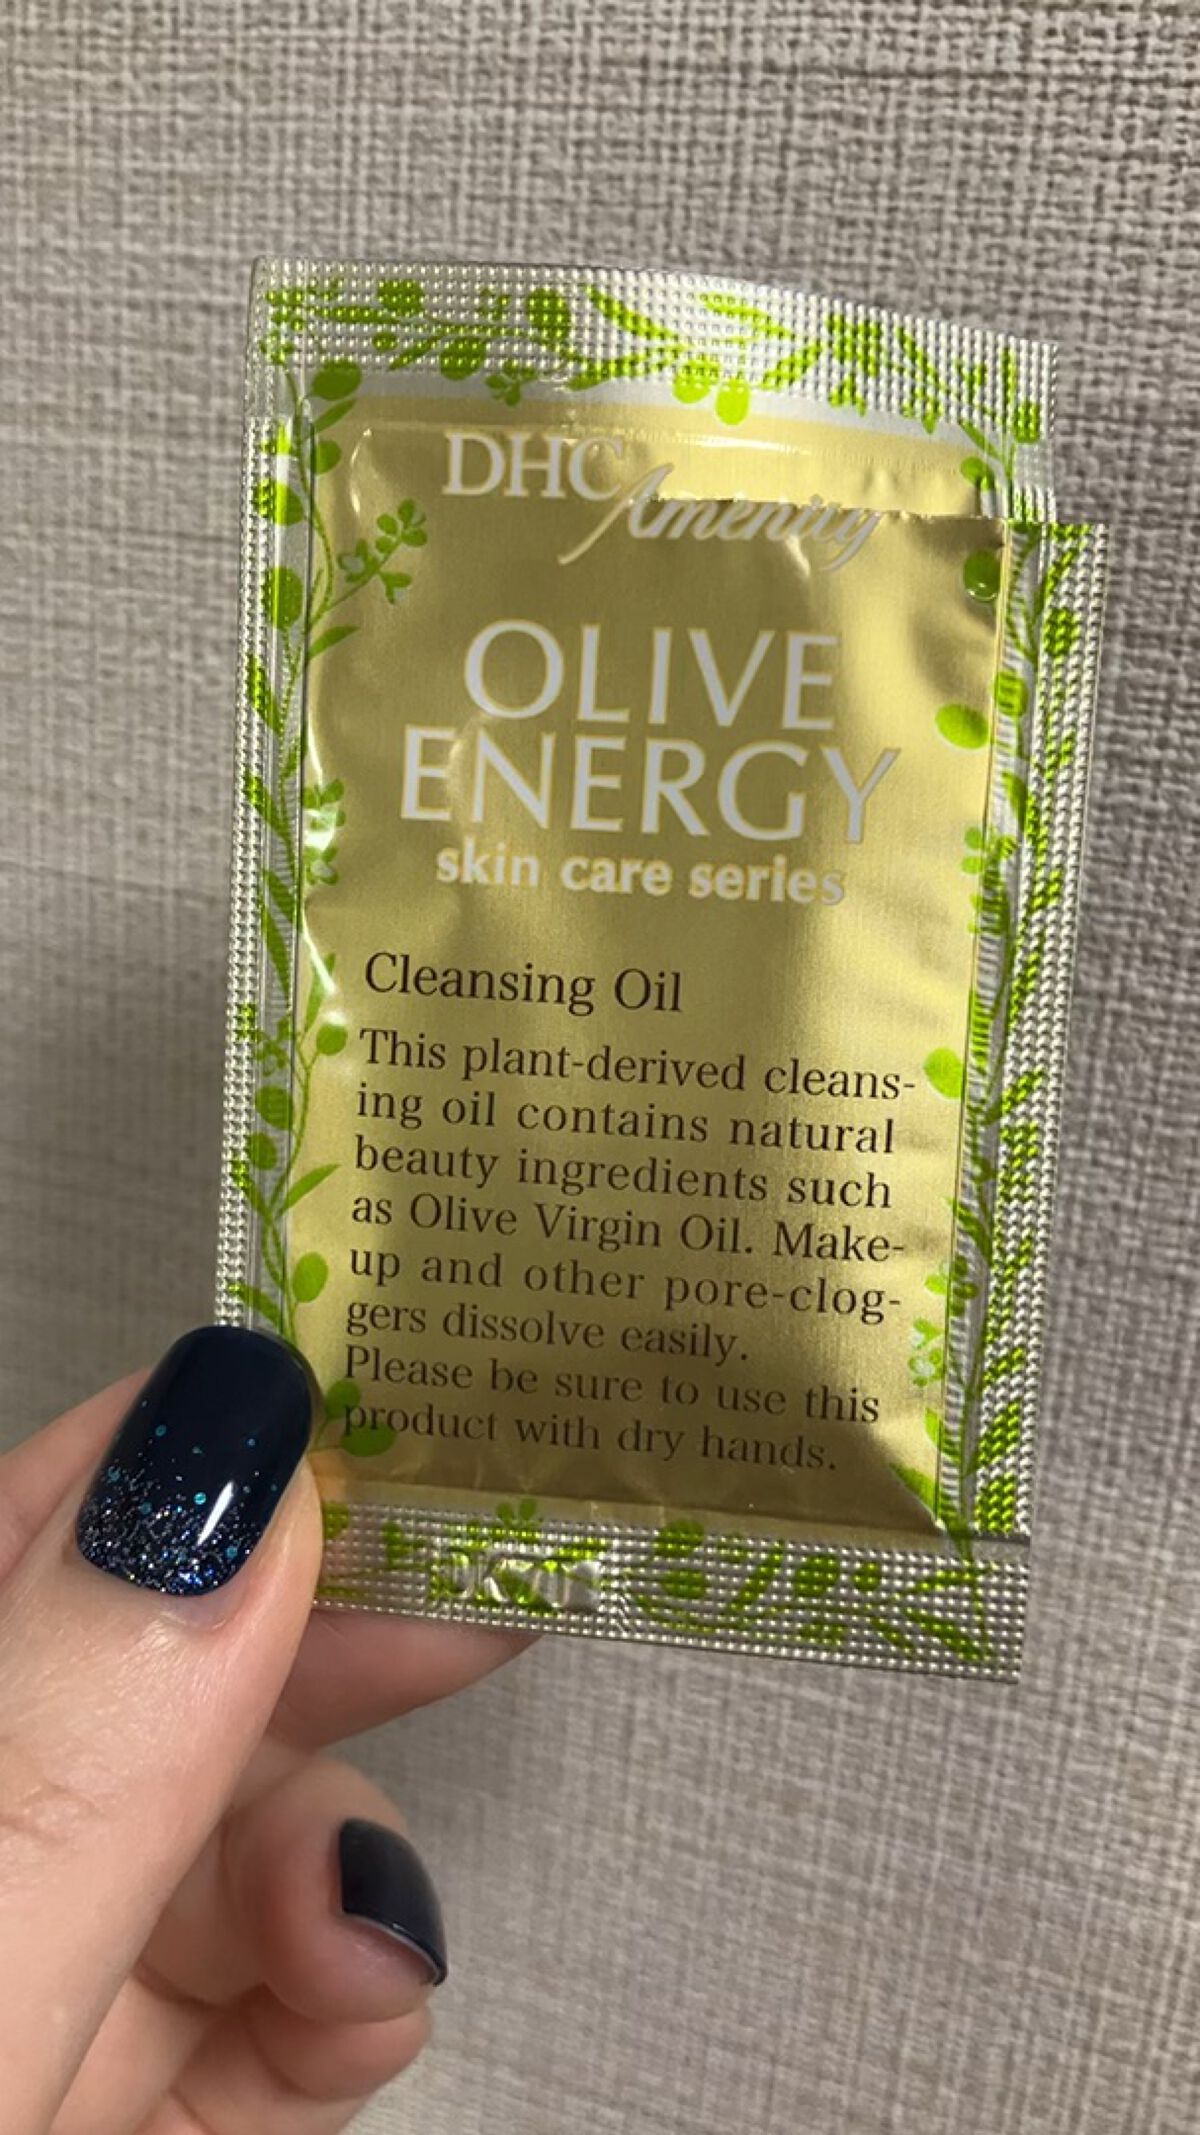 DHC Amenity
OLIVE
ENERGY
skin care series
Cleansing Oil
This plant-derived cleans-
ing oil contains natural
beauty ingredients such
as Olive Virgin Oil. Make-
up and other pore-clog-
gers dissolve easily.
Please be sure to use this
product with dry hands.